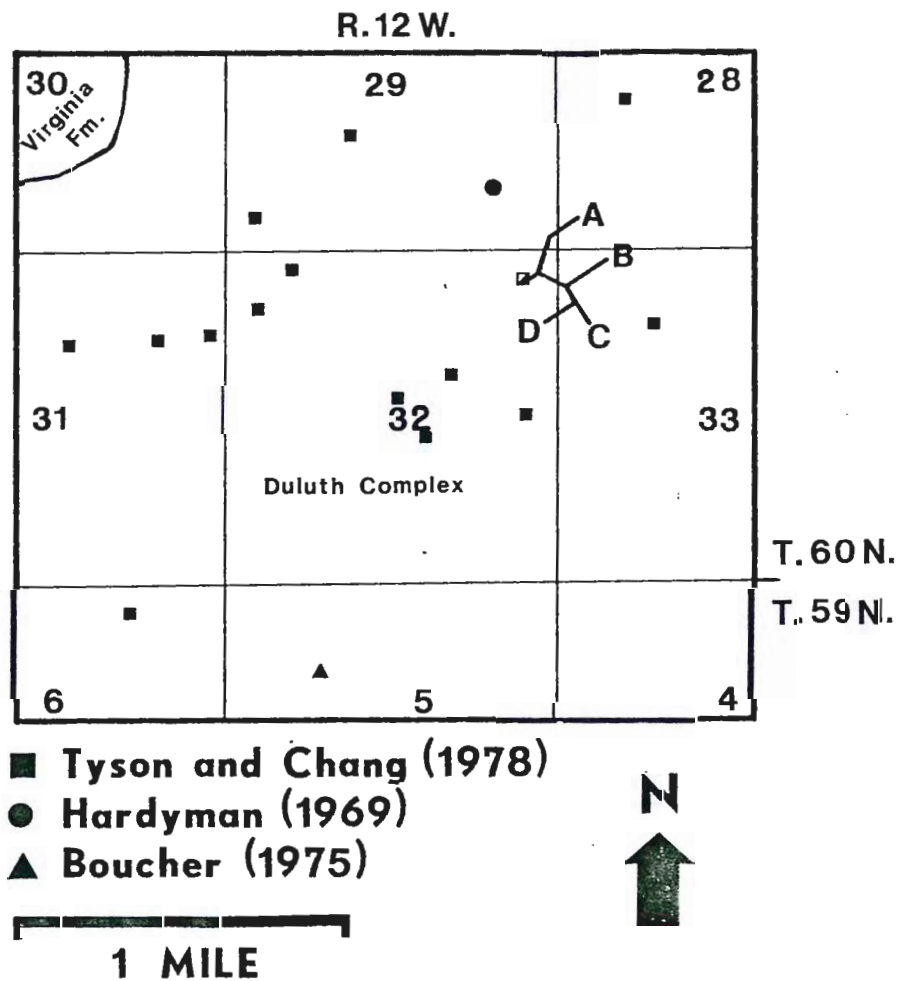 R. 12 W.
30
29
28
Virginia
Fm.
A
B
D
C
31
32
33
Duluth Complex
T. 60 N.
T. 59 N.
6
5
4
Tyson and Chang (1978)
Hardyman (1969)
Boucher (1975)
N
1 MILE